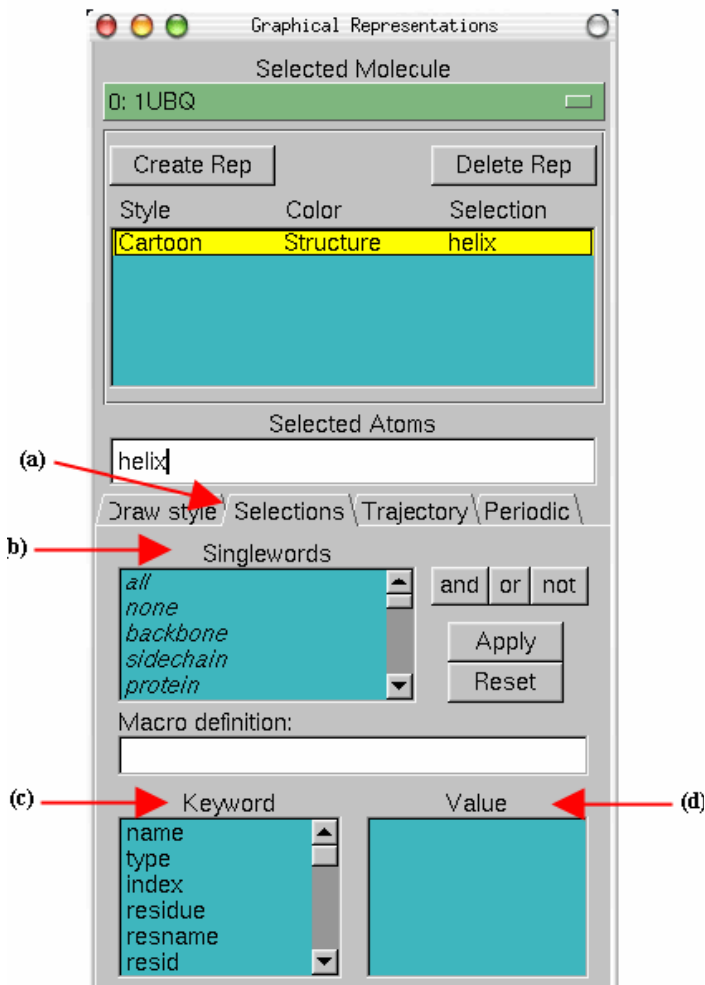 Graphical Representations
Selected Molecule
0: 1UBQ
Create Rep Delete Rep
Style Color Selection
Cartoon Structure helix
Selected Atoms
(a)
helix
Draw style Selections Trajectory Periodic
b)
Singlewords
all
none
backbone
sidechain
protein
and or not
Apply
Reset
Macro definition:
(c) Keyword Value (d)
name
type
index
residue
resname
resid